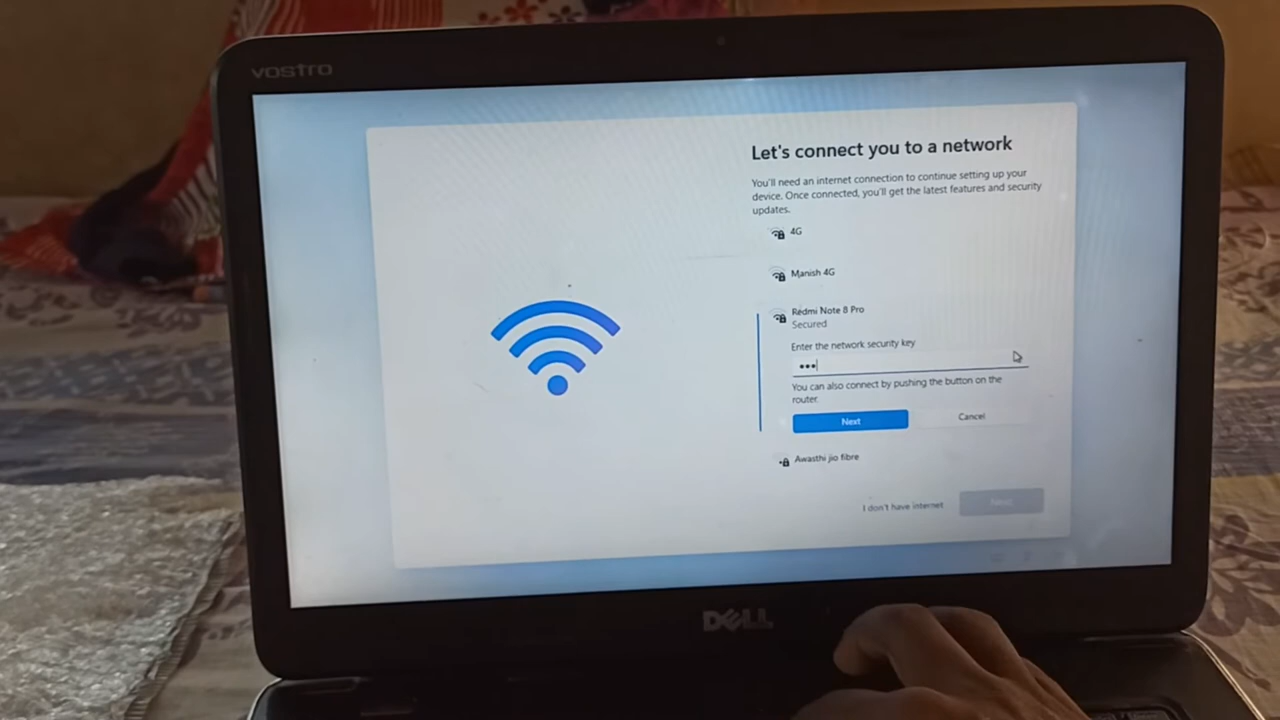 vostro
Let's connect you to a network
You'll need an internet connection to continue setting up your
device. Once connected, you'll get the latest features and security
updates.
4G
Manish 4G
Redmi Note 8 Pro
Secured
Enter the network security key
•••
You can also connect by pushing the button on the
router.
Next
Cancel
Awasthi jio fibre
I don't have internet
Next
DELL